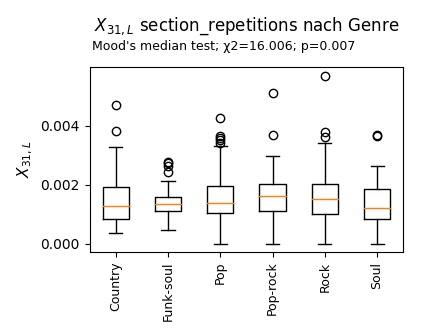 X31,L section_repetitions nach Genre
Mood's median test; χ2=16.006; p=0.007
X31,L
0.004
0.002
0.000
Country
Funk-soul
Pop
Pop-rock
Rock
Soul